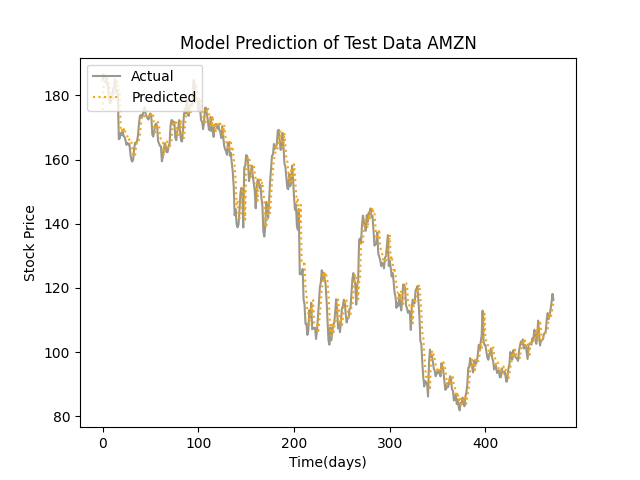 Model Prediction of Test Data AMZN
Actual
Predicted
180
160
140
120
100
80
Stock Price
0 100 200 300 400
Time(days)